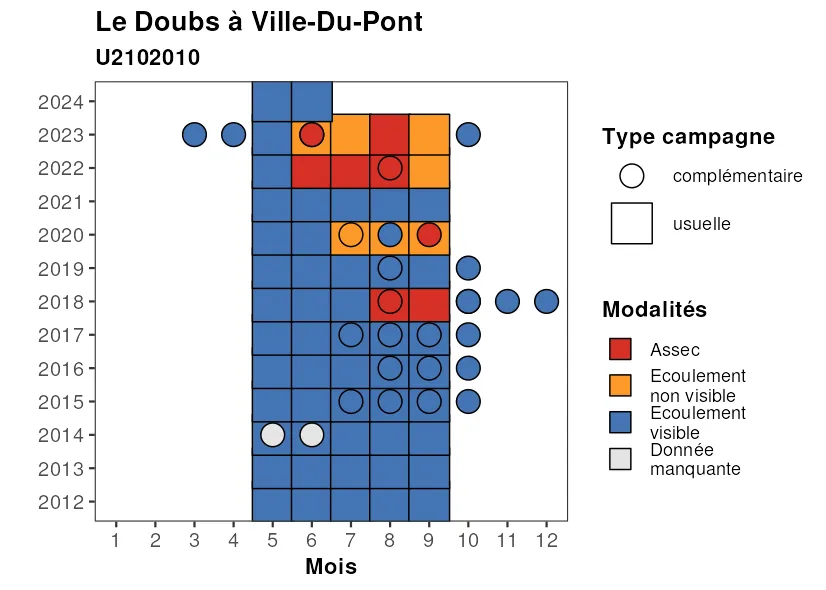 Le Doubs à Ville-Du-Pont
U2102010
2024
2023
2022
2021
2020
2019
2018
2017
2016
2015
2014
2013
2012
1 2 3 4 5 6 7 8 9 10 11 12
Mois
Type campagne
complémentaire
usuelle
Modalités
Assec
Ecoulement
non visible
Ecoulement
visible
Donnée
manquante